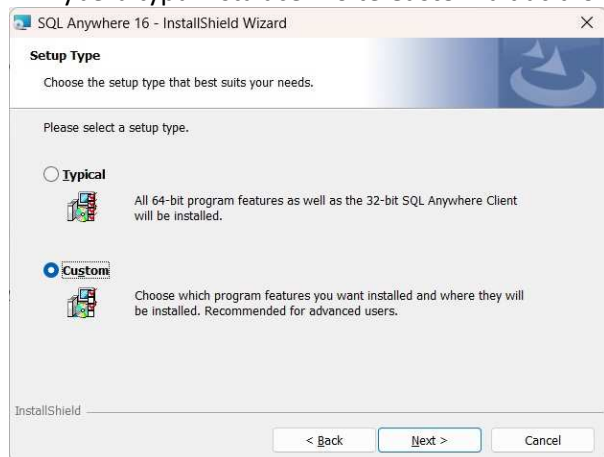 SQL Anywhere 16 - InstallShield Wizard
Setup Type
Choose the setup type that best suits your needs.
Please select a setup type.
Typical
All 64-bit program features as well as the 32-bit SQL Anywhere Client
will be installed.
Custom
Choose which program features you want installed and where they will
be installed. Recommended for advanced users.
InstallShield
< Back Next > Cancel